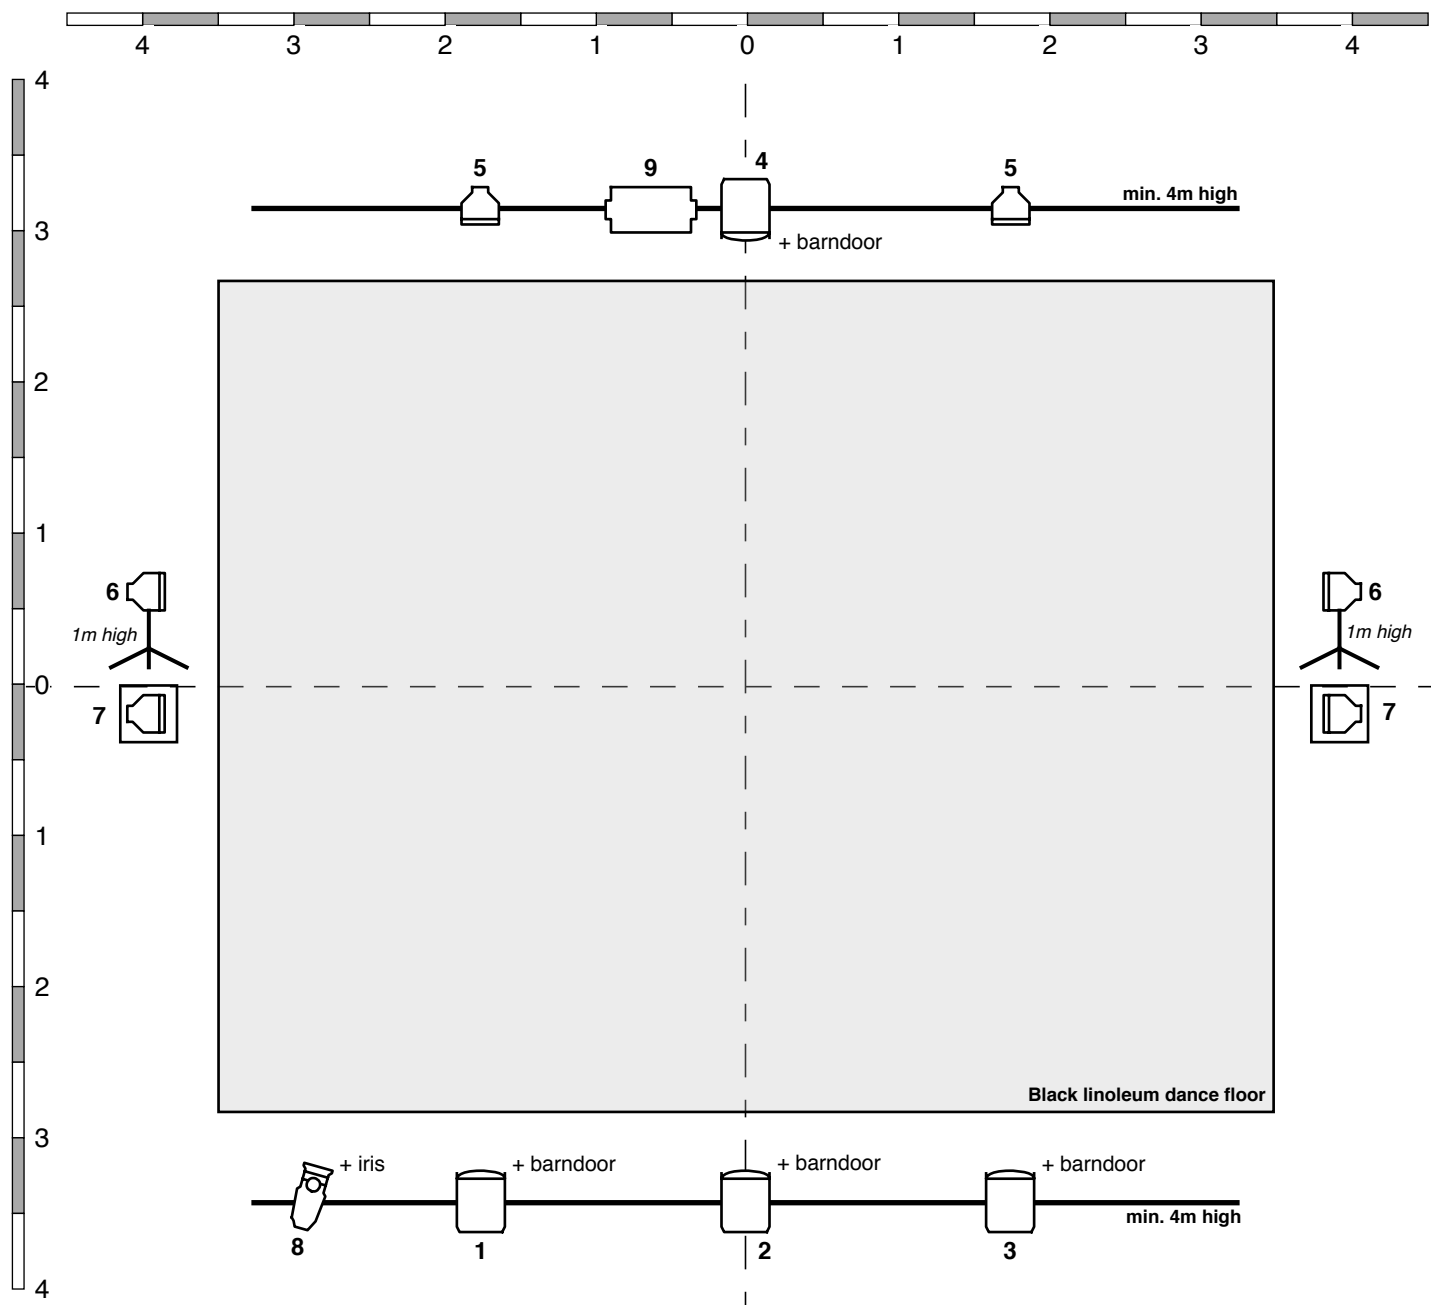 4 3 2 1 0 1 2 3 4
4
5 9 4 5
min. 4m high
3
+ barndoor
2
1
6 6
1m high 1m high
0
7 7
1
2
Black linoleum dance floor
3
+ iris + barndoor + barndoor + barndoor
min. 4m high
8 1 2 3
4